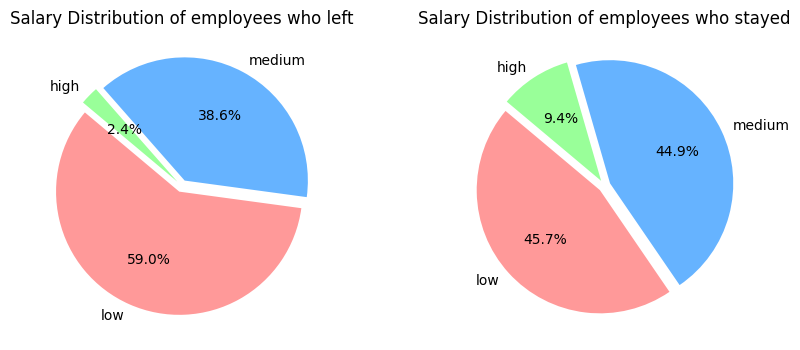 Salary Distribution of employees who left
medium
high
38.6%
2.4%
59.0%
low
Salary Distribution of employees who stayed
high
medium
9.4%
44.9%
45.7%
low